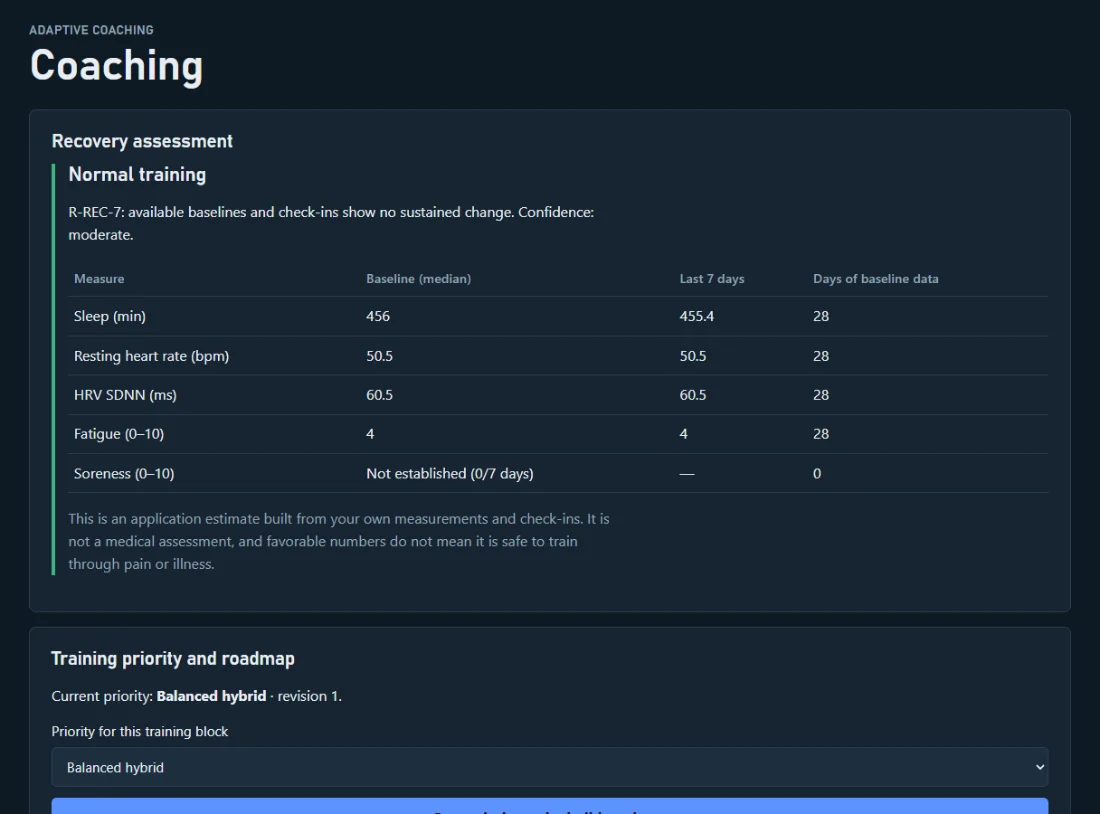 ADAPTIVE COACHING
Coaching
Recovery assessment
Normal training
R-REC-7: available baselines and check-ins show no sustained change. Confidence:
moderate.
Measure Baseline (median) Last 7 days Days of baseline data
Sleep (min) 456 455.4 28
Resting heart rate (bpm) 50.5 50.5 28
HRV SDNN (ms) 60.5 60.5 28
Fatigue (0–10) 4 4 28
Soreness (0–10) Not established (0/7 days) — 0
This is an application estimate built from your own measurements and check-ins. It is
not a medical assessment, and favorable numbers do not mean it is safe to train
through pain or illness.
Training priority and roadmap
Current priority: Balanced hybrid · revision 1.
Priority for this training block
Balanced hybrid